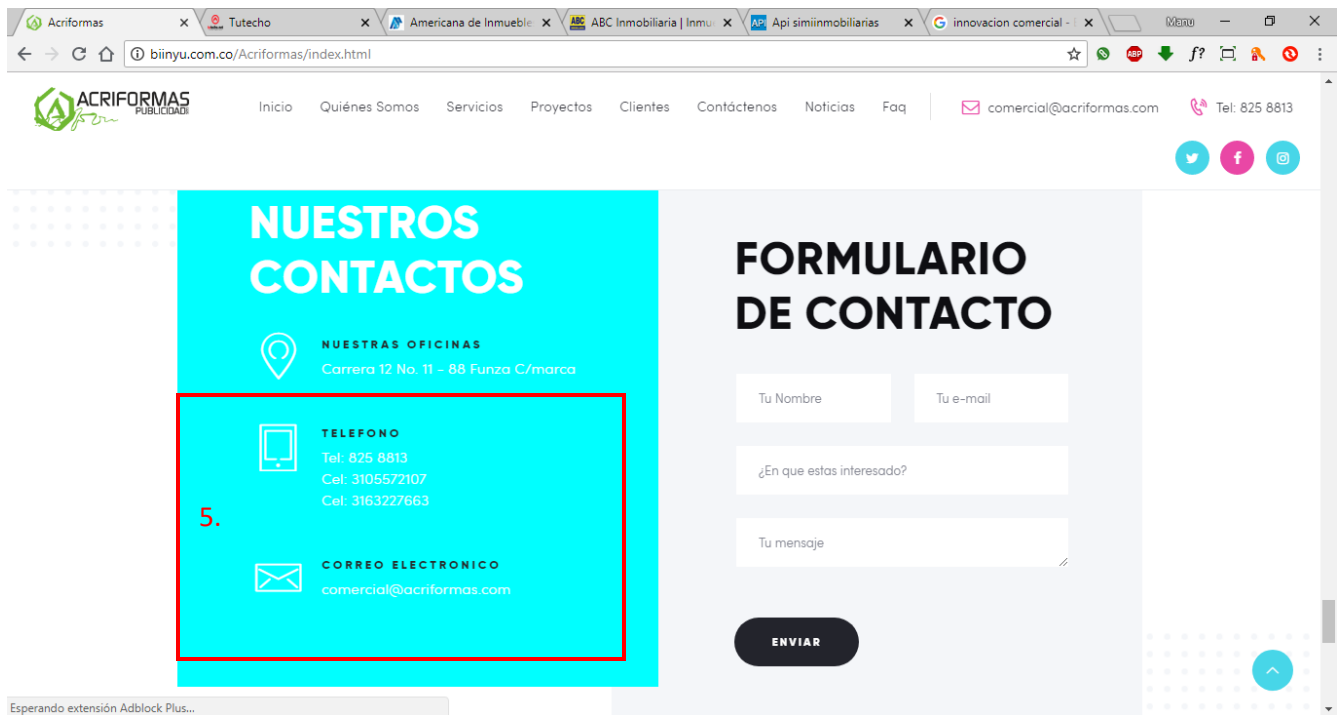 Acriformas
Tutecho
Americana de Inmueble
ABC Inmobiliaria | Inmu
Api simiinmobiliarias
innovacion comercial -
Manu
biinyu.com.co/Acriformas/index.html
ACRIFORMAS
PUBLICIDAD
Inicio Quiénes Somos Servicios Proyectos Clientes Contáctenos Noticias Faq comercial@acriformas.com Tel: 825 8813
NUESTROS
CONTACTOS
NUESTRAS OFICINAS
Carrera 12 No. 11 – 88 Funza C/marca
TELEFONO
Tel: 825 8813
Cel: 3105572107
Cel: 3163227663
5.
CORREO ELECTRONICO
comercial@acriformas.com
FORMULARIO
DE CONTACTO
Tu Nombre Tu e-mail
¿En que estas interesado?
Tu mensaje
ENVIAR
Esperando extensión Adblock Plus...